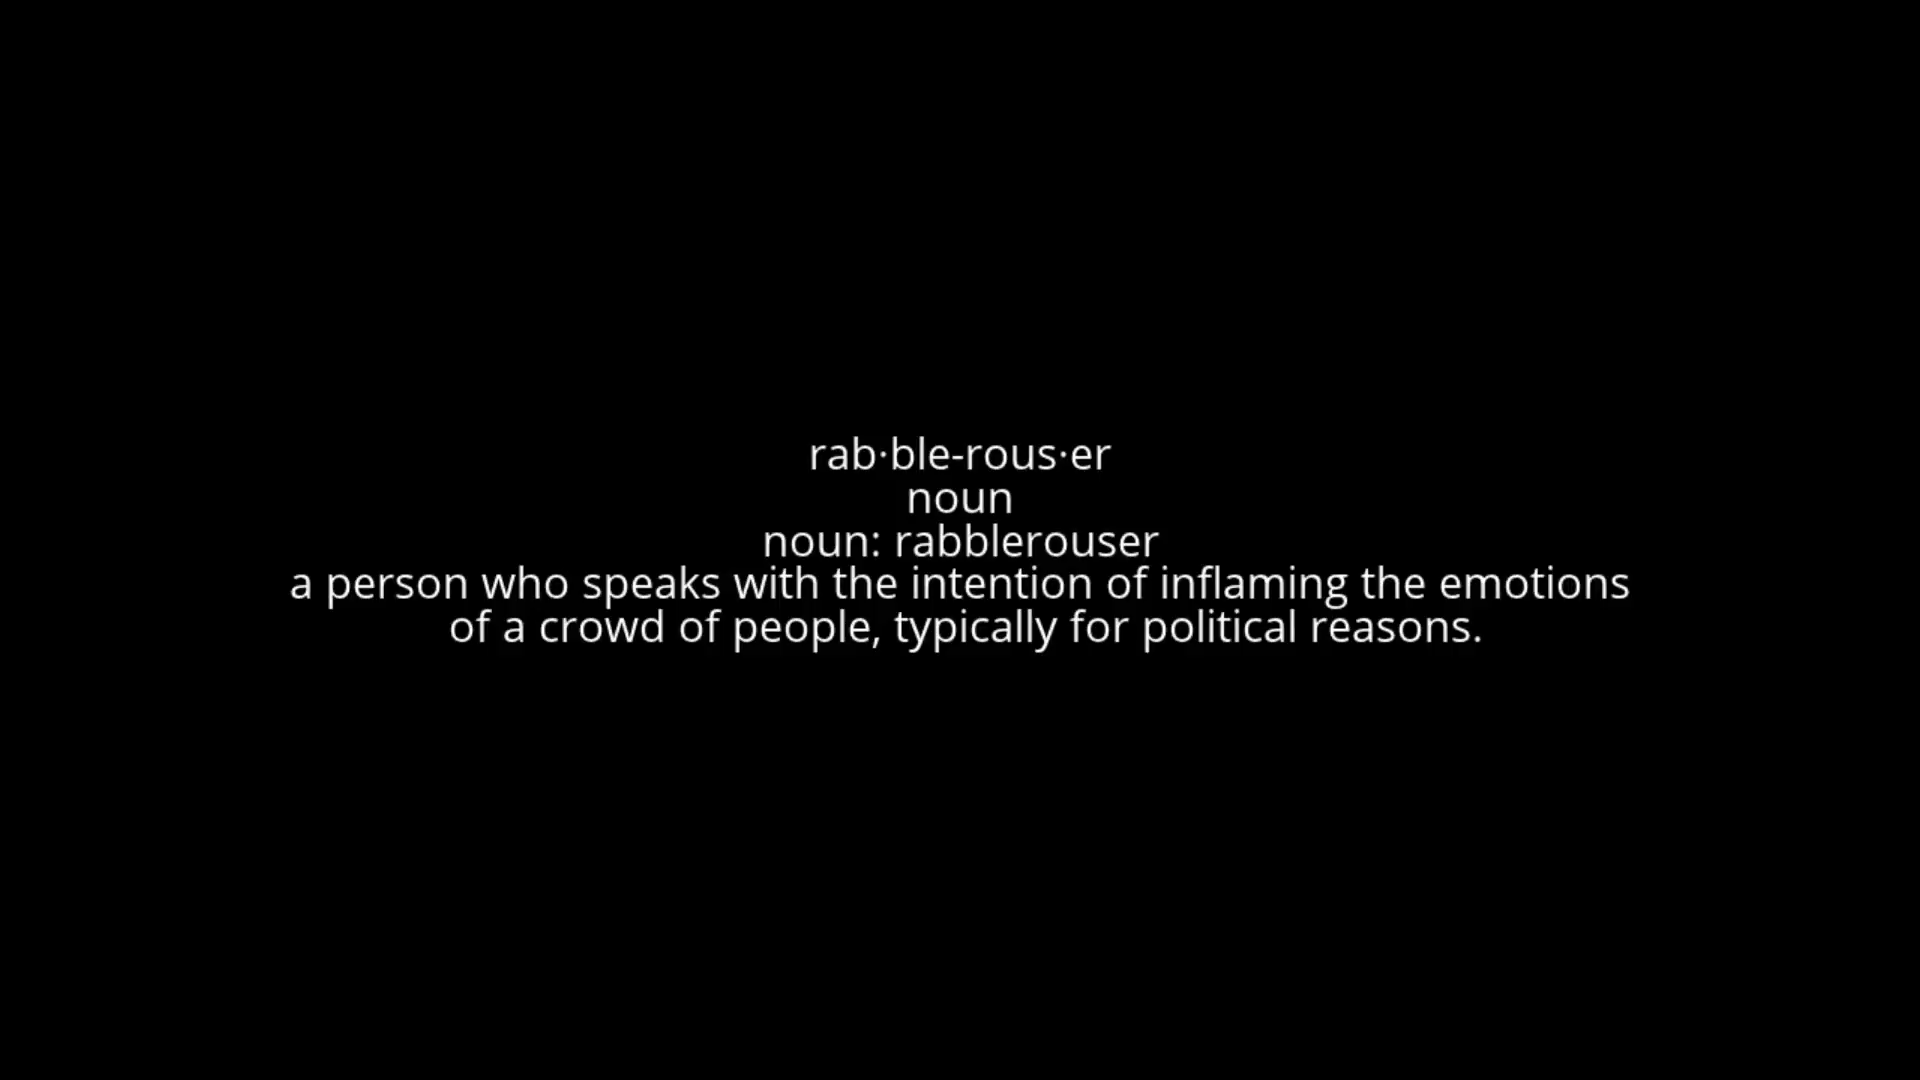 rab·ble-rous·er
noun
noun: rabblerouser
a person who speaks with the intention of inflaming the emotions
of a crowd of people, typically for political reasons.